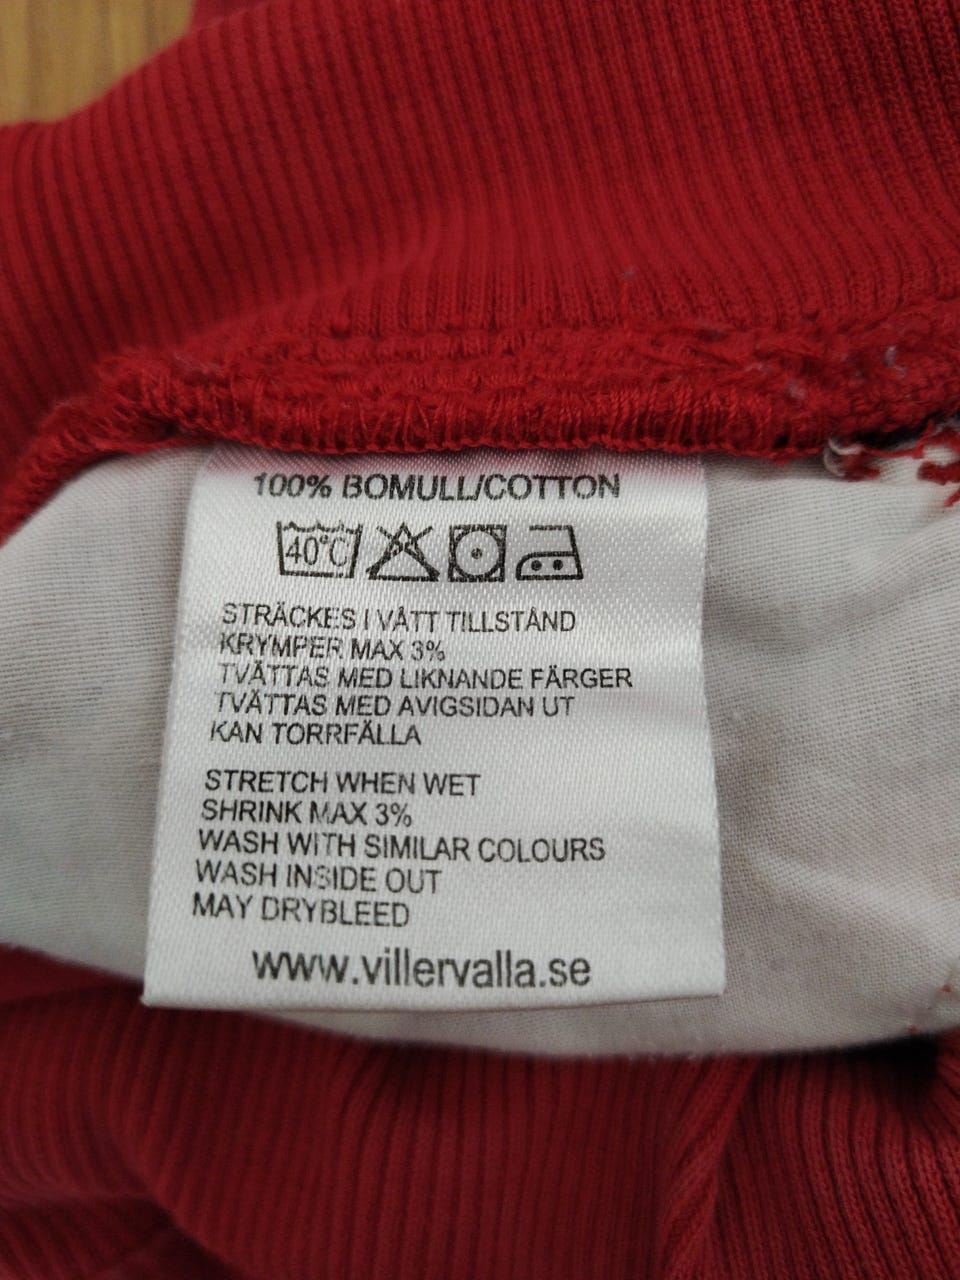 100% BOMULL/COTTON
40°C
STRÄCKES I VÅTT TILLSTÅND
KRYMPER MAX 3%
TVÄTTAS MED LIKNANDE FÄRGER
TVÄTTAS MED AVIGSIDAN UT
KAN TORRFÄLLA
STRETCH WHEN WET
SHRINK MAX 3%
WASH WITH SIMILAR COLOURS
WASH INSIDE OUT
MAY DRYBLEED
www.villervalla.se